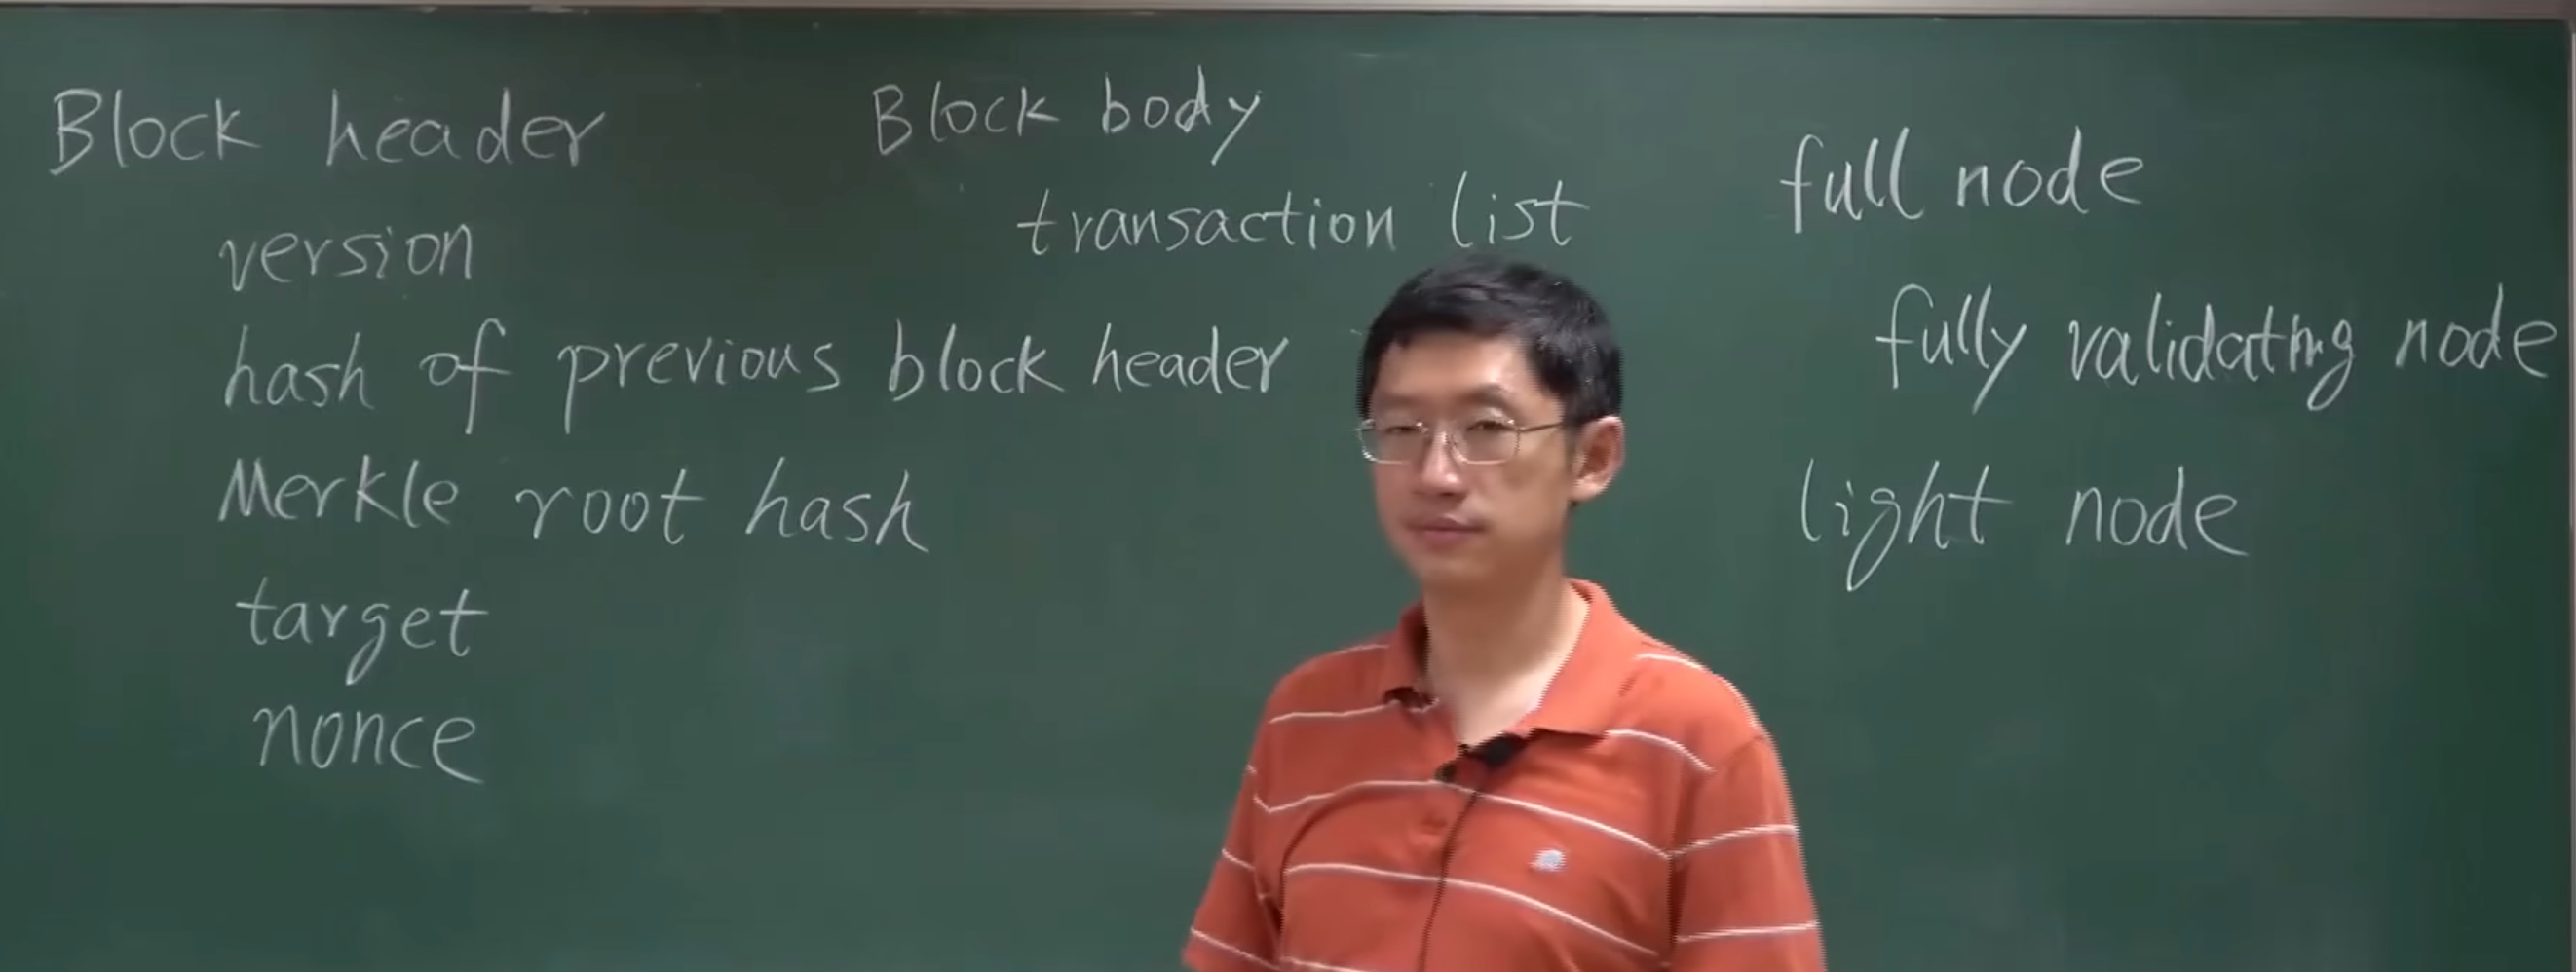 Block header
version
hash of previous block header
Merkle root hash
target
nonce
Block body
transaction list
full node
fully validating node
light node